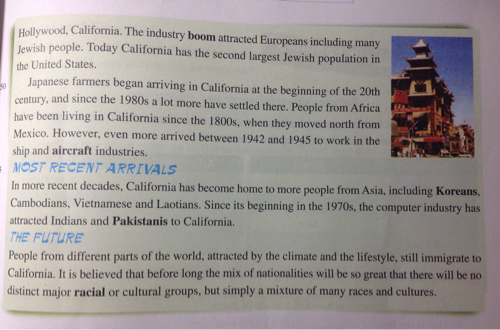 Hollywood, California. The industry boom attracted Europeans including many
Jewish people. Today California has the second largest Jewish population in
the United States.
Japanese farmers began arriving in California at the beginning of the 20th
century, and since the 1980s a lot more have settled there. People from Africa
have been living in California since the 1800s, when they moved north from
Mexico. However, even more arrived between 1942 and 1945 to work in the
ship and aircraft industries.
MOST RECENT ARRIVALS
In more recent decades, California has become home to more people from Asia, including Koreans,
Cambodians, Vietnamese and Laotians. Since its beginning in the 1970s, the computer industry has
attracted Indians and Pakistanis to California.
THE FUTURE
People from different parts of the world, attracted by the climate and the lifestyle, still immigrate to
California. It is believed that before long the mix of nationalities will be so great that there will be no
distinct major racial or cultural groups, but simply a mixture of many races and cultures.